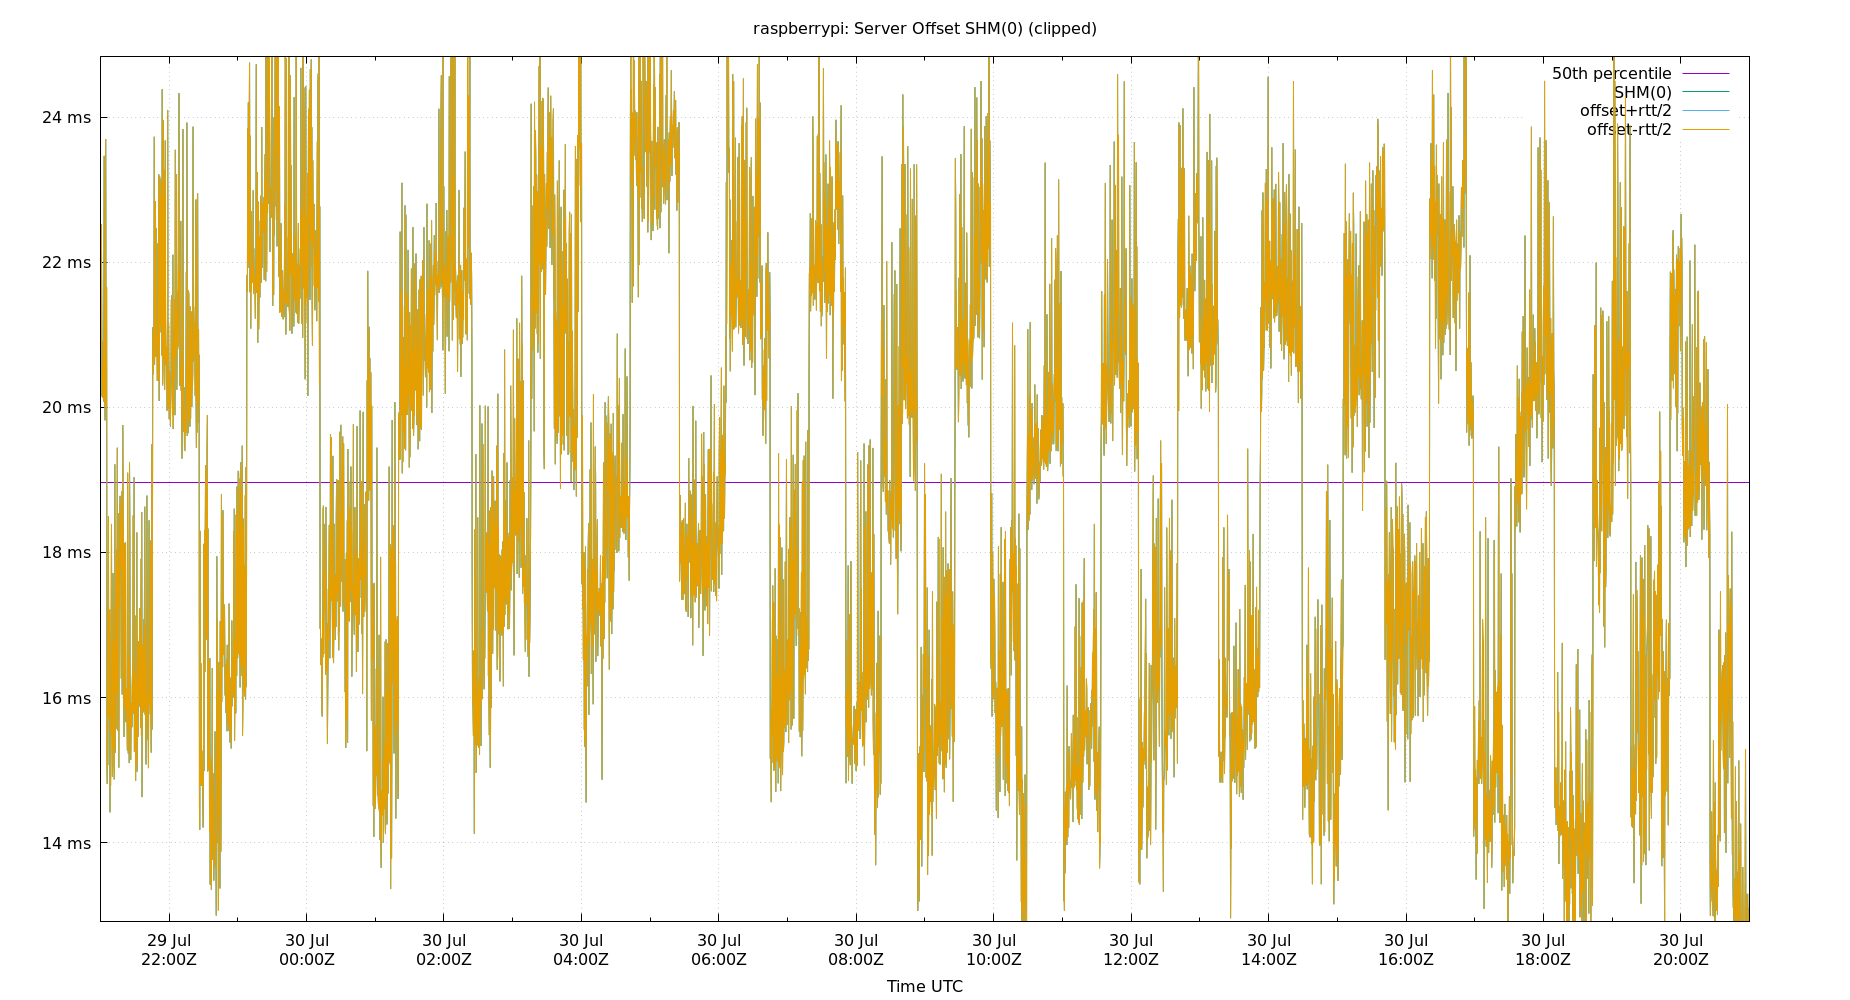 raspberrypi: Server Offset SHM(0) (clipped)
50th percentile
SHM(0)
offset+rtt/2
offset-rtt/2
24 ms
22 ms
20 ms
18 ms
16 ms
14 ms
29 Jul 30 Jul 30 Jul 30 Jul 30 Jul 30 Jul 30 Jul 30 Jul 30 Jul 30 Jul 30 Jul 30 Jul
22:00Z 00:00Z 02:00Z 04:00Z 06:00Z 08:00Z 10:00Z 12:00Z 14:00Z 16:00Z 18:00Z 20:00Z
Time UTC